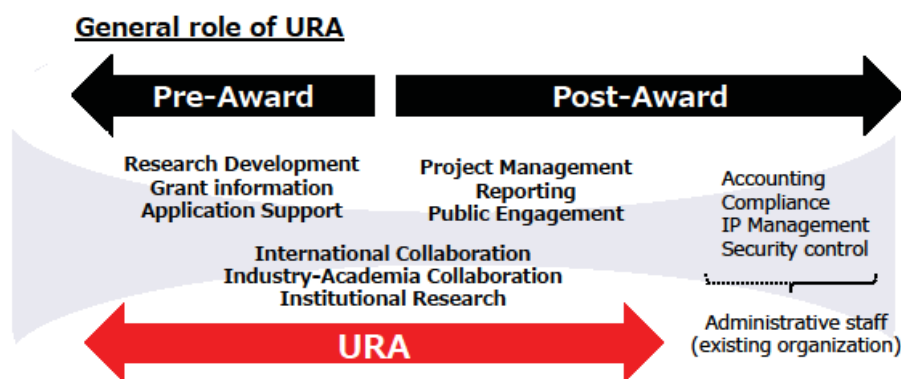 General role of URA
Pre-Award
Post-Award
Research Development
Grant information
Application Support
Project Management
Reporting
Public Engagement
Accounting
Compliance
IP Management
Security control
International Collaboration
Industry-Academia Collaboration
Institutional Research
URA
Administrative staff
(existing organization)